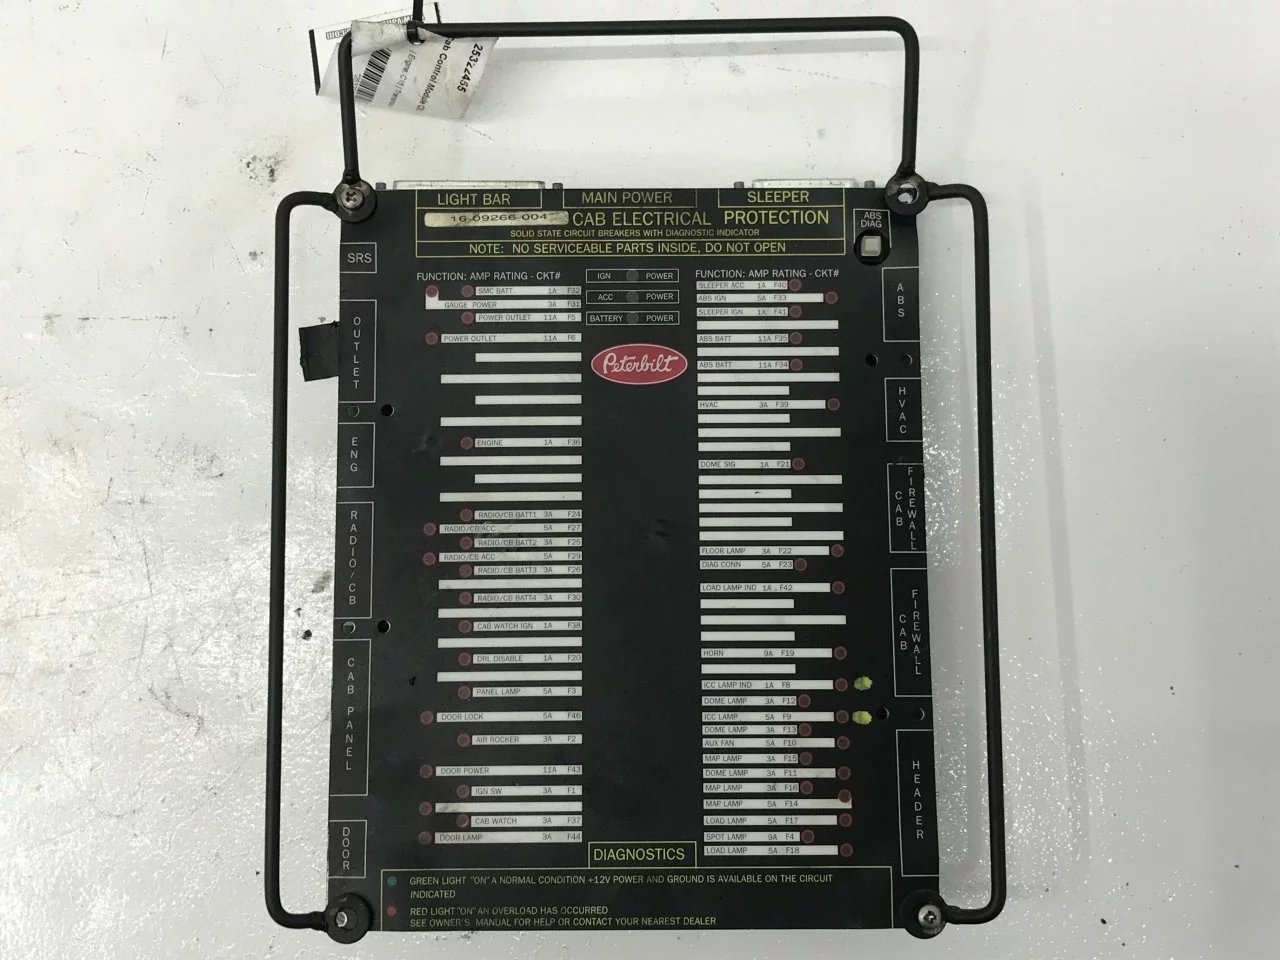 25322455
Cab Control Module
Engine: C15
LIGHT BAR
MAIN POWER
SLEEPER
16-09266-004
CAB ELECTRICAL PROTECTION
SOLID STATE CIRCUIT BREAKERS WITH DIAGNOSTIC INDICATOR
NOTE: NO SERVICEABLE PARTS INSIDE, DO NOT OPEN
ABS
DIAG
SRS
OUTLET
ENG
RADIO/CB
CAB PANEL
DOOR
FUNCTION: AMP RATING - CKT#
SMC BATT 1A F32
GAUGE POWER 3A F31
POWER OUTLET 11A F5
POWER OUTLET 11A F6
ENGINE 1A F36
RADIO/CB BATT1 3A F24
RADIO/CB ACC 5A F27
RADIO/CB BATT2 3A F25
RADIO/CB ACC 5A F29
RADIO/CB BATT3 3A F26
RADIO/CB BATT4 3A F30
CAB WATCH IGN 1A F38
DRL DISABLE 1A F20
PANEL LAMP 5A F3
DOOR LOCK 5A F46
AIR ROCKER 3A F2
DOOR POWER 11A F43
IGN SW 3A F1
CAB WATCH 3A F37
DOOR LAMP 3A F44
IGN POWER
ACC POWER
BATTERY POWER
Peterbilt
FUNCTION: AMP RATING - CKT#
SLEEPER ACC 1A F40
ABS IGN 5A F33
SLEEPER IGN 1A F41
ABS BATT 11A F35
ABS BATT 11A F34
HVAC 3A F39
DOME SIG 1A F21
FLOOR LAMP 3A F22
DIAG CONN 5A F23
LOAD LAMP IND 1A F42
HORN 9A F19
ICC LAMP IND 1A F8
DOME LAMP 3A F12
ICC LAMP 5A F9
DOME LAMP 3A F13
AUX FAN 5A F10
MAP LAMP 3A F15
DOME LAMP 3A F11
MAP LAMP 3A F16
MAP LAMP 5A F14
LOAD LAMP 5A F17
SPOT LAMP 9A F4
LOAD LAMP 5A F18
ABS
HVAC
CAB FIREWALL
CAB FIREWALL
HEADER
DIAGNOSTICS
GREEN LIGHT "ON" A NORMAL CONDITION +12V POWER AND GROUND IS AVAILABLE ON THE CIRCUIT
INDICATED
RED LIGHT "ON" AN OVERLOAD HAS OCCURRED
SEE OWNER'S MANUAL FOR HELP OR CONTACT YOUR NEAREST DEALER